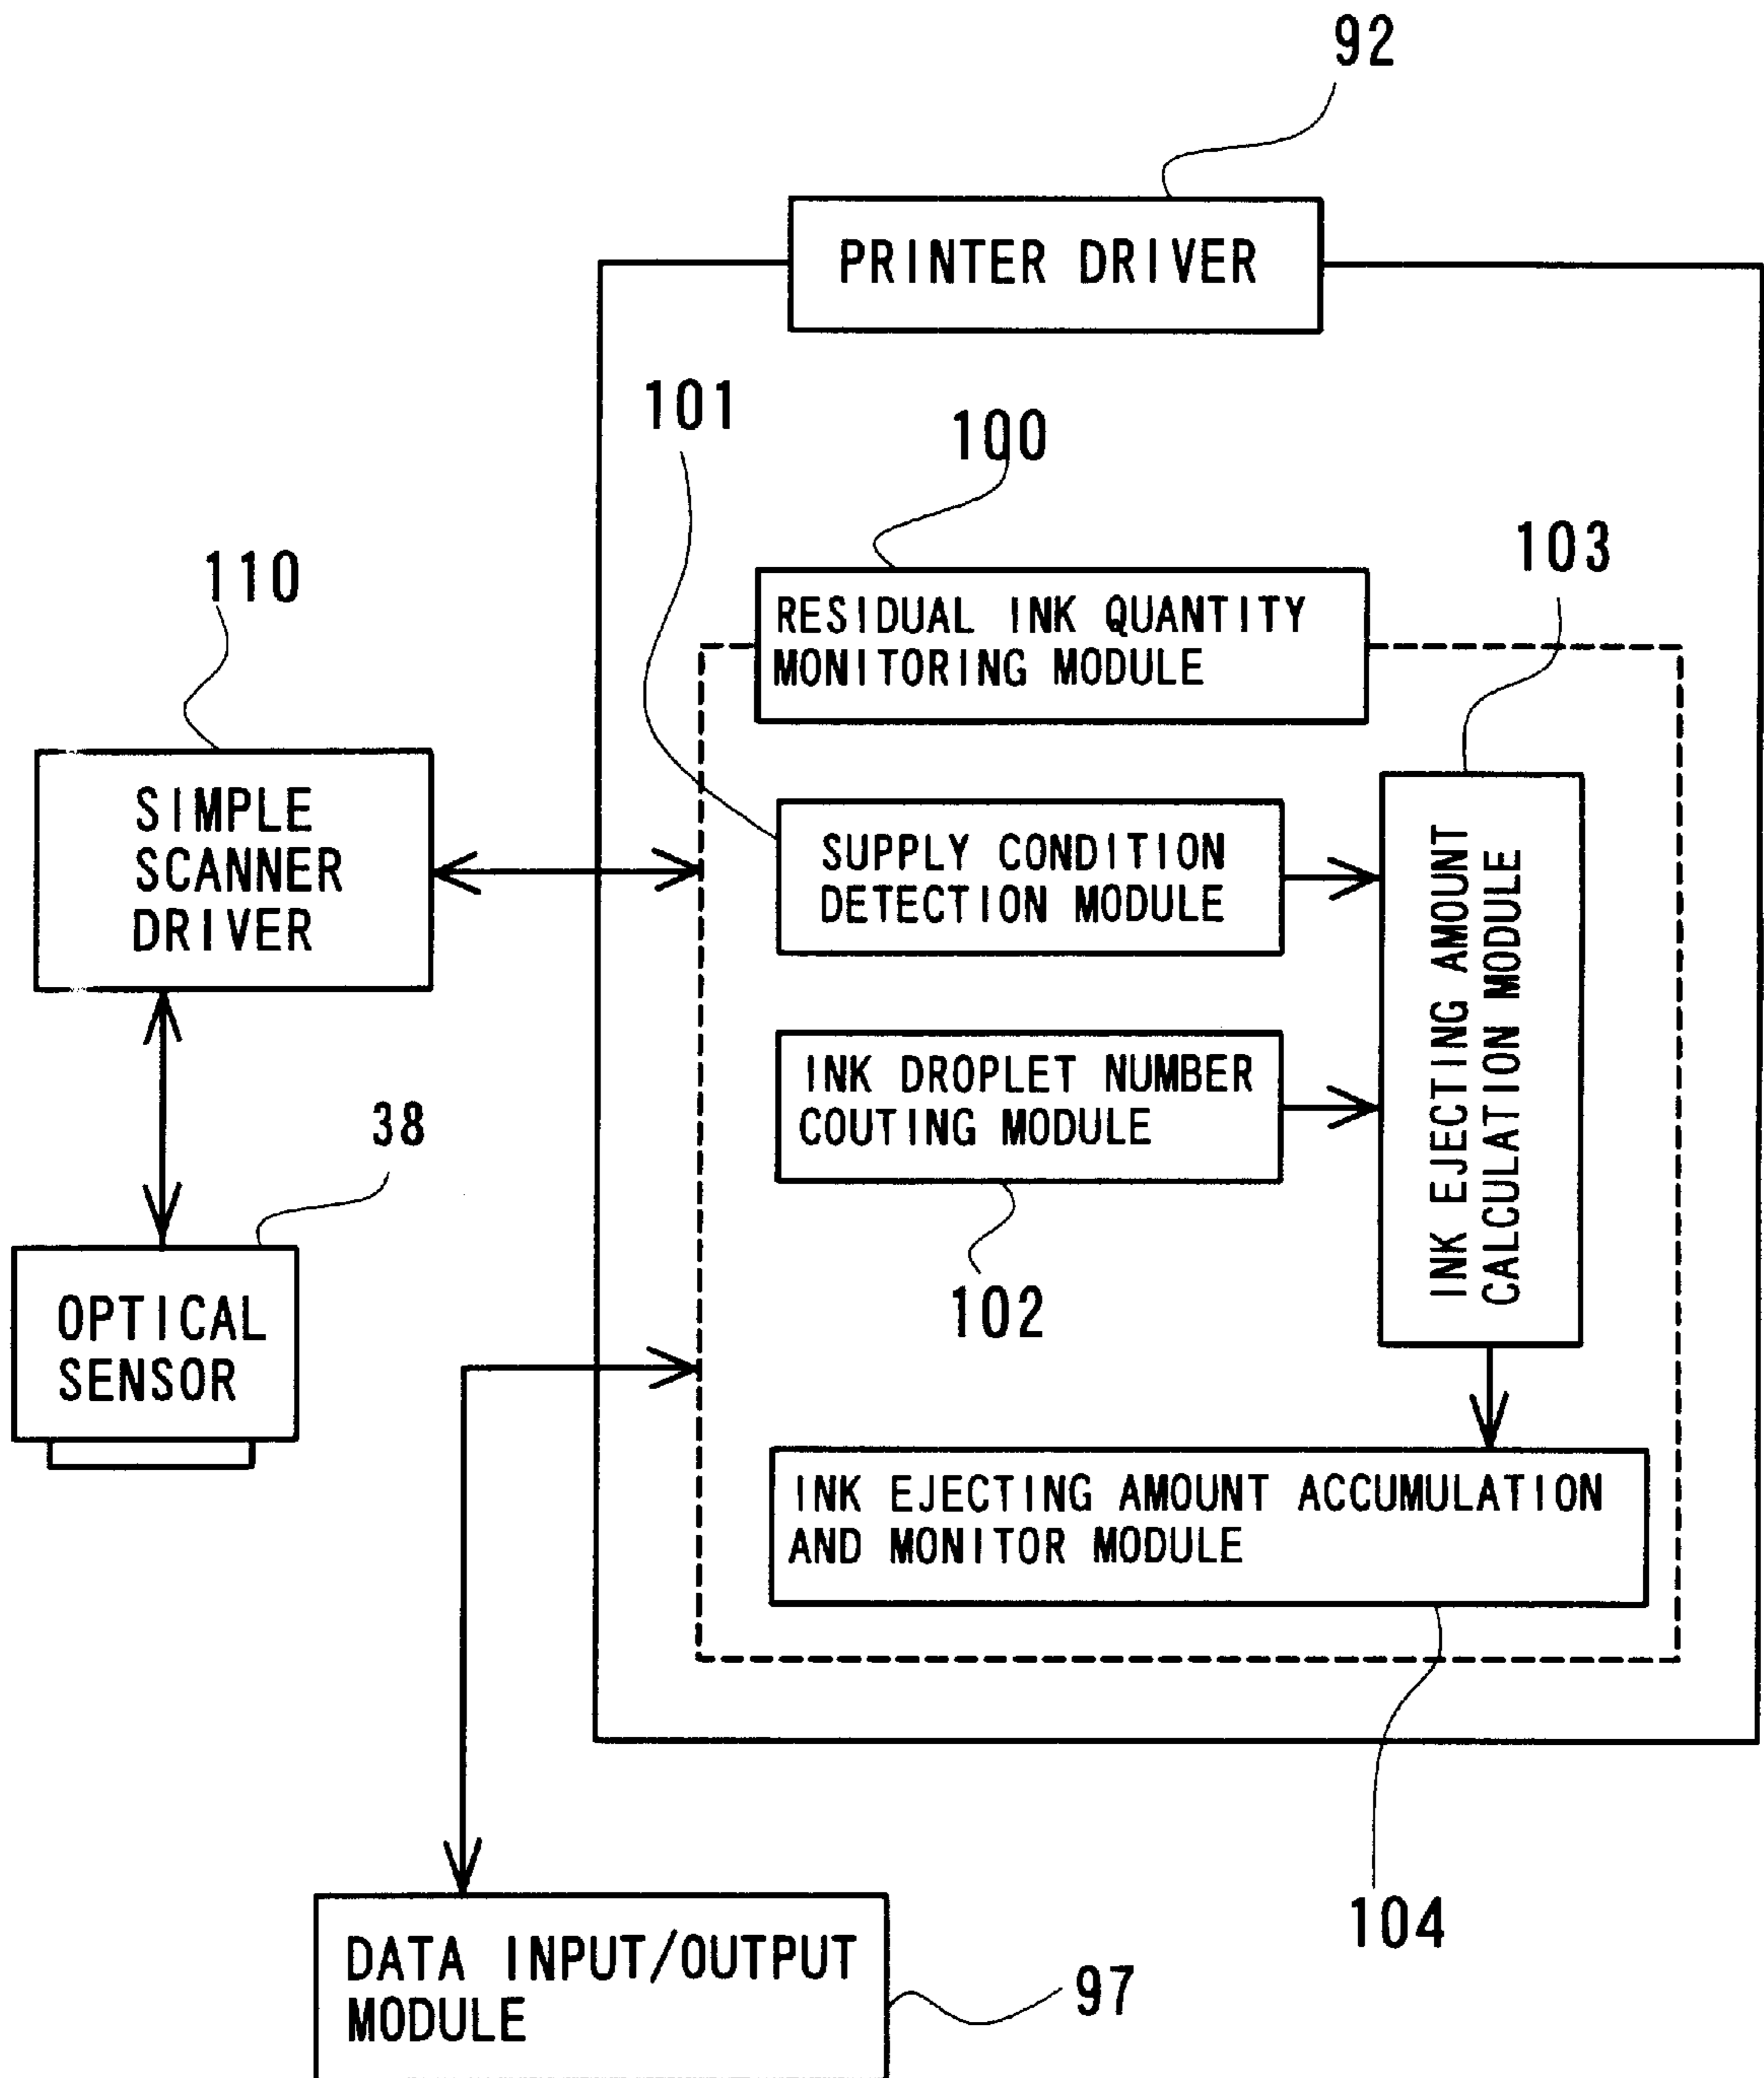 92
PRINTER DRIVER
101
100
103
110
RESIDUAL INK QUANTITY
MONITORING MODULE
SIMPLE
SCANNER
DRIVER
SUPPLY CONDITION
DETECTION MODULE
INK EJECTING AMOUNT
CALCULATION MODULE
INK DROPLET NUMBER
COUTING MODULE
38
102
OPTICAL
SENSOR
INK EJECTING AMOUNT ACCUMULATION
AND MONITOR MODULE
104
DATA INPUT/OUTPUT
MODULE
97